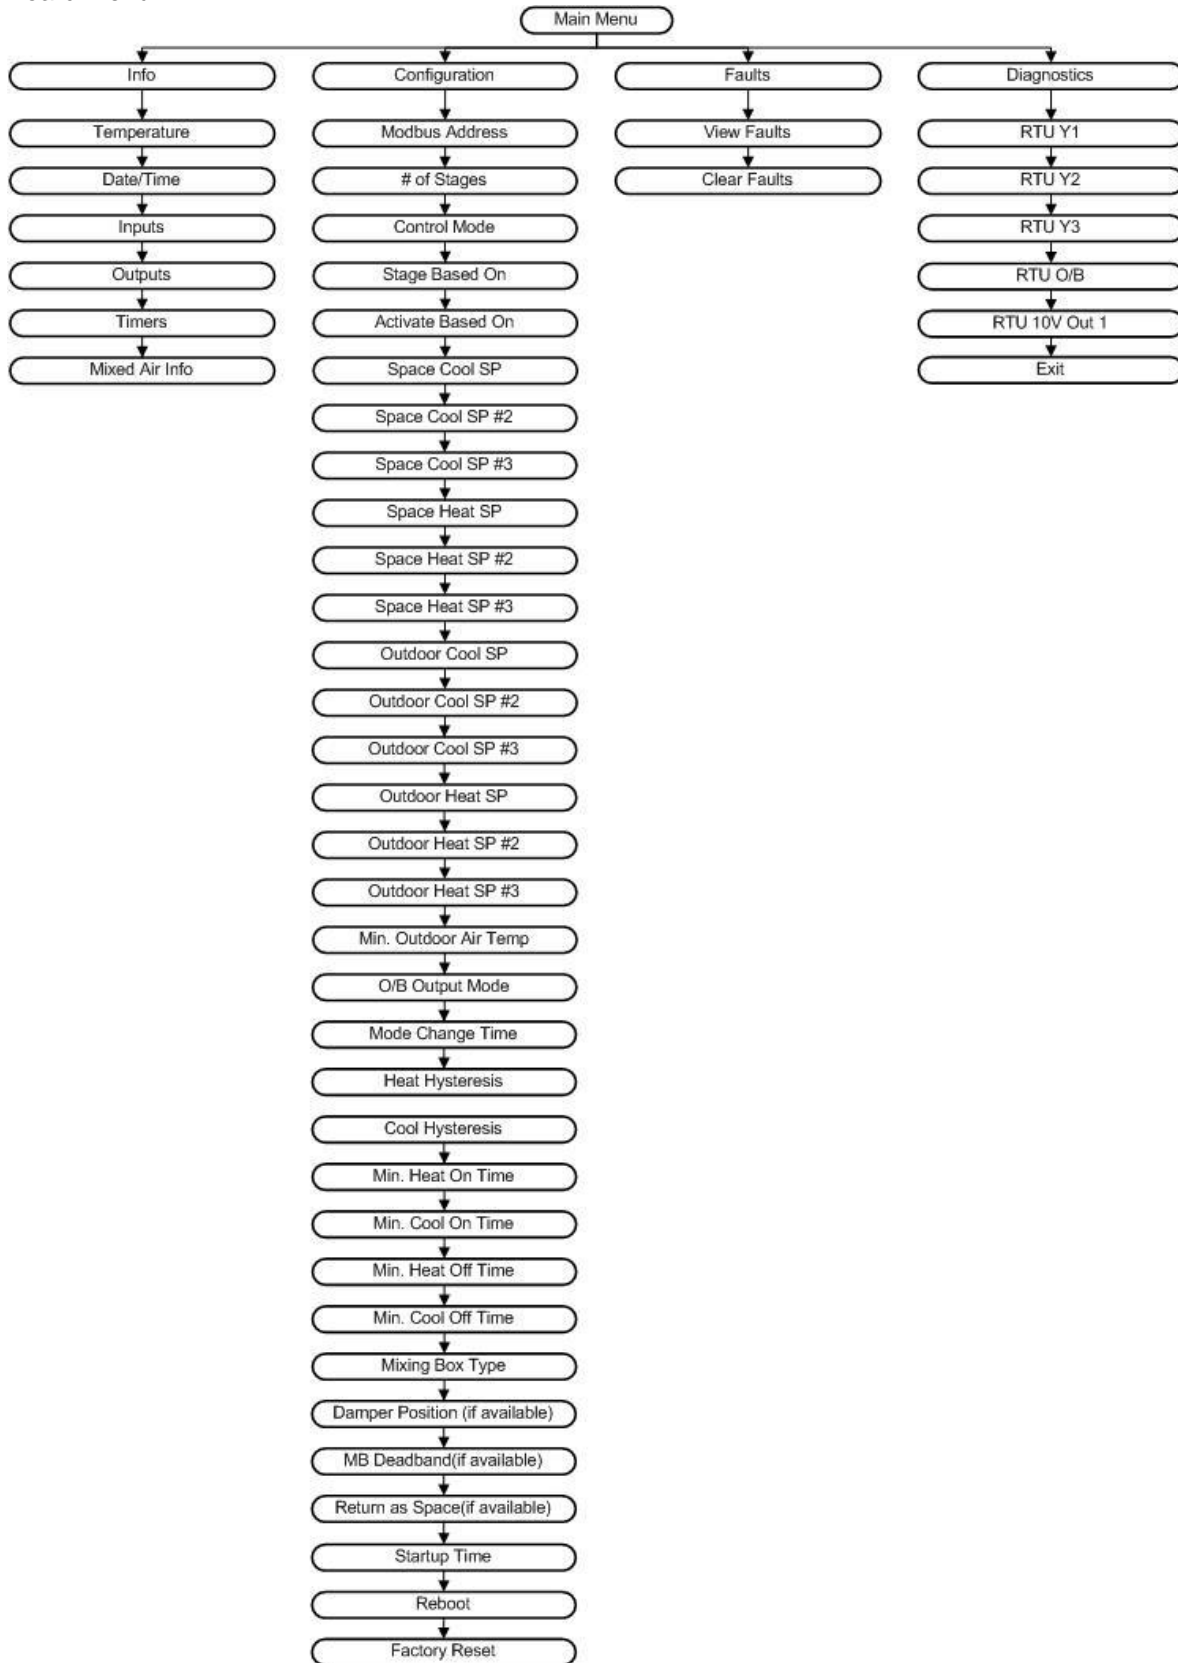 Main Menu
Info
Temperature
Date/Time
Inputs
Outputs
Timers
Mixed Air Info
Configuration
Modbus Address
# of Stages
Control Mode
Stage Based On
Activate Based On
Space Cool SP
Space Cool SP #2
Space Cool SP #3
Space Heat SP
Space Heat SP #2
Space Heat SP #3
Outdoor Cool SP
Outdoor Cool SP #2
Outdoor Cool SP #3
Outdoor Heat SP
Outdoor Heat SP #2
Outdoor Heat SP #3
Min. Outdoor Air Temp
O/B Output Mode
Mode Change Time
Heat Hysteresis
Cool Hysteresis
Min. Heat On Time
Min. Cool On Time
Min. Heat Off Time
Min. Cool Off Time
Mixing Box Type
Damper Position (if available)
MB Deadband(if available)
Return as Space(if available)
Startup Time
Reboot
Factory Reset
Faults
View Faults
Clear Faults
Diagnostics
RTU Y1
RTU Y2
RTU Y3
RTU O/B
RTU 10V Out 1
Exit